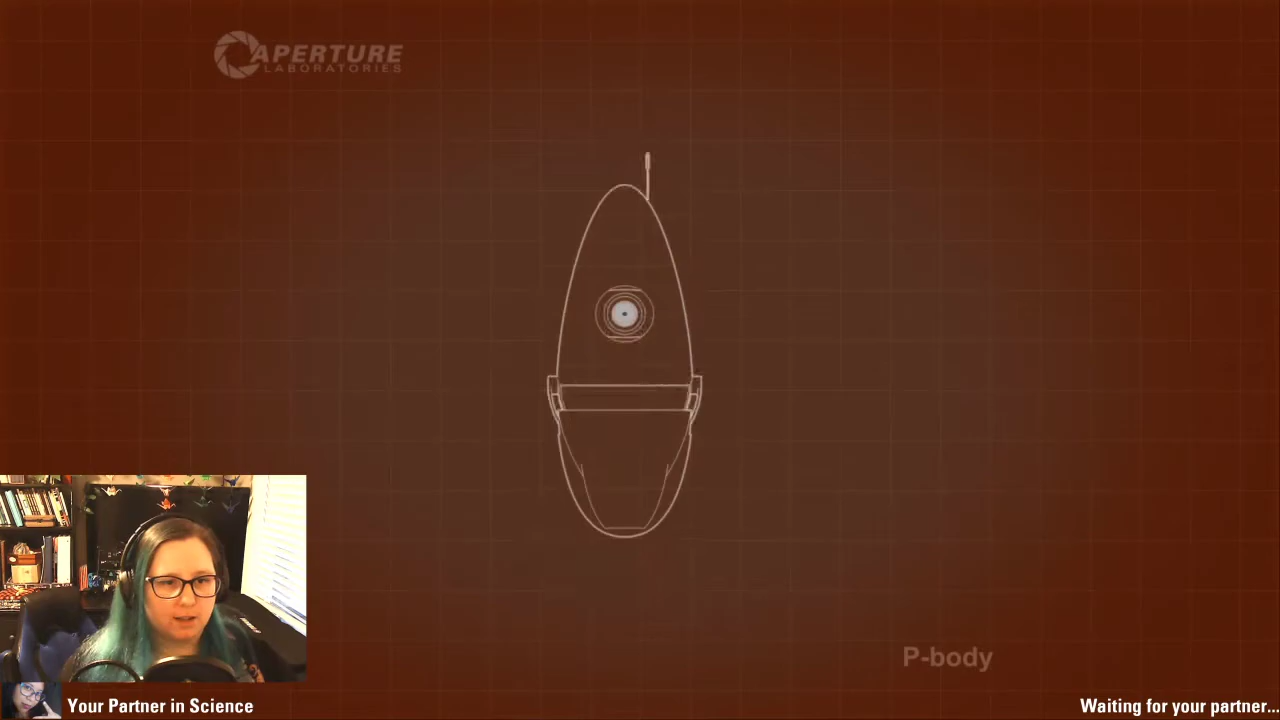 APERTURE
LABORATORIES
P-body
Your Partner in Science
Waiting for your partner...